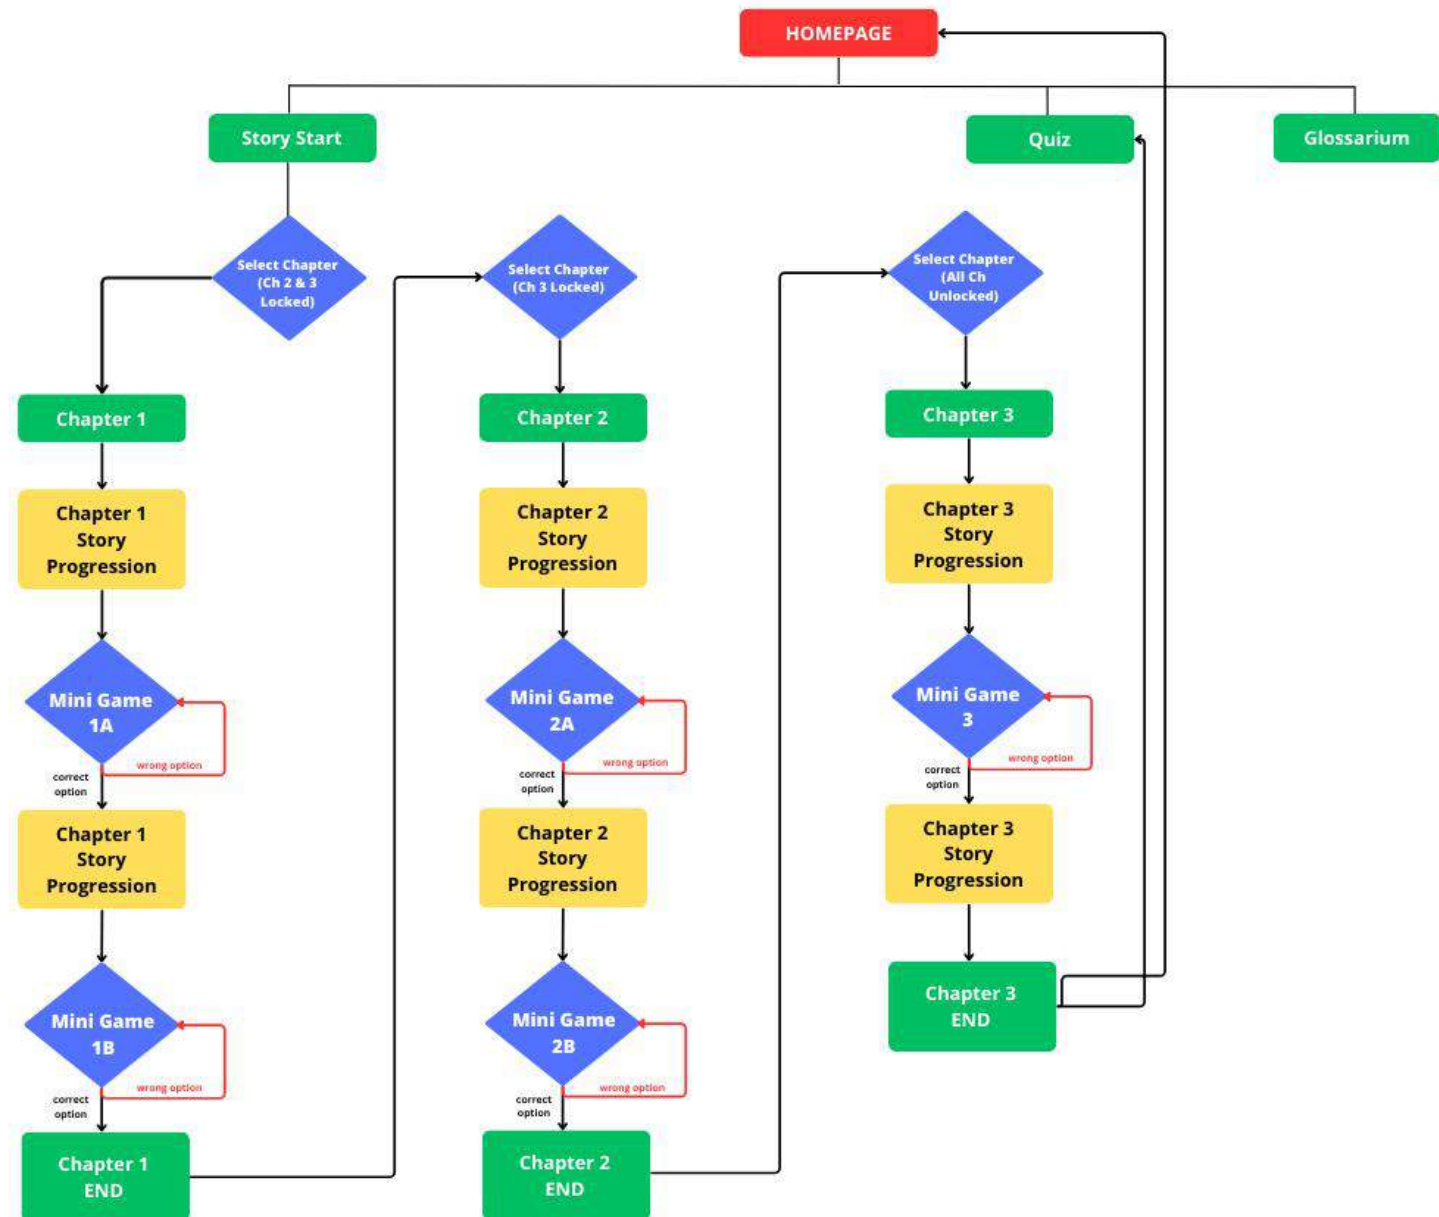 HOMEPAGE
Story Start
Quiz
Glossarium
Select Chapter
(Ch 2 & 3
Locked)
Chapter 1
Chapter 1
Story
Progression
Mini Game
1A
wrong option
correct
option
Chapter 1
Story
Progression
Mini Game
1B
wrong option
correct
option
Chapter 1
END
Select Chapter
(Ch 3 Locked)
Chapter 2
Chapter 2
Story
Progression
Mini Game
2A
wrong option
correct
option
Chapter 2
Story
Progression
Mini Game
2B
wrong option
correct
option
Chapter 2
END
Select Chapter
(All Ch
Unlocked)
Chapter 3
Chapter 3
Story
Progression
Mini Game
3
wrong option
correct
option
Chapter 3
Story
Progression
Chapter 3
END